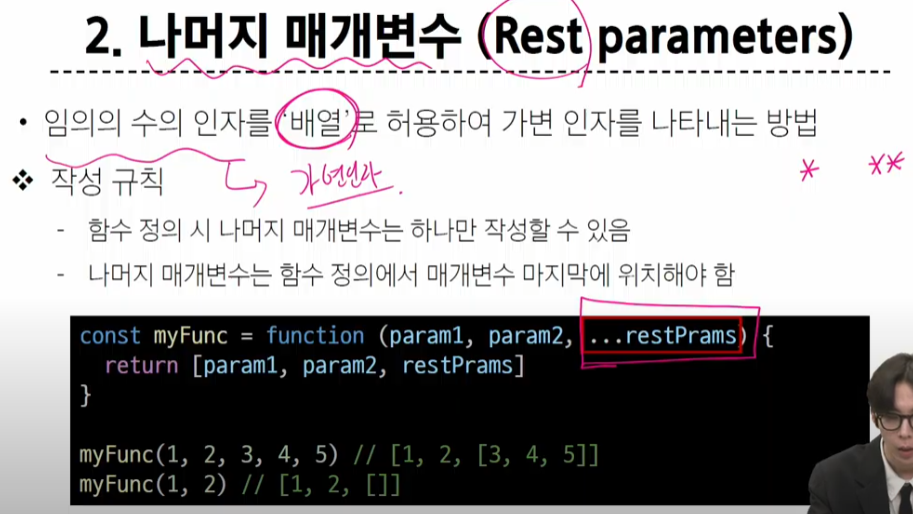 2. 나머지 매개변수 (Rest parameters)
• 임의의 수의 인자를 '배열'로 허용하여 가변 인자를 나타내는 방법
가변인자.
* **
❖ 작성 규칙
- 함수 정의 시 나머지 매개변수는 하나만 작성할 수 있음
- 나머지 매개변수는 함수 정의에서 매개변수 마지막에 위치해야 함
const myFunc = function (param1, param2, ...restPrams) {
return [param1, param2, restPrams]
}
myFunc(1, 2, 3, 4, 5) // [1, 2, [3, 4, 5]]
myFunc(1, 2) // [1, 2, []]